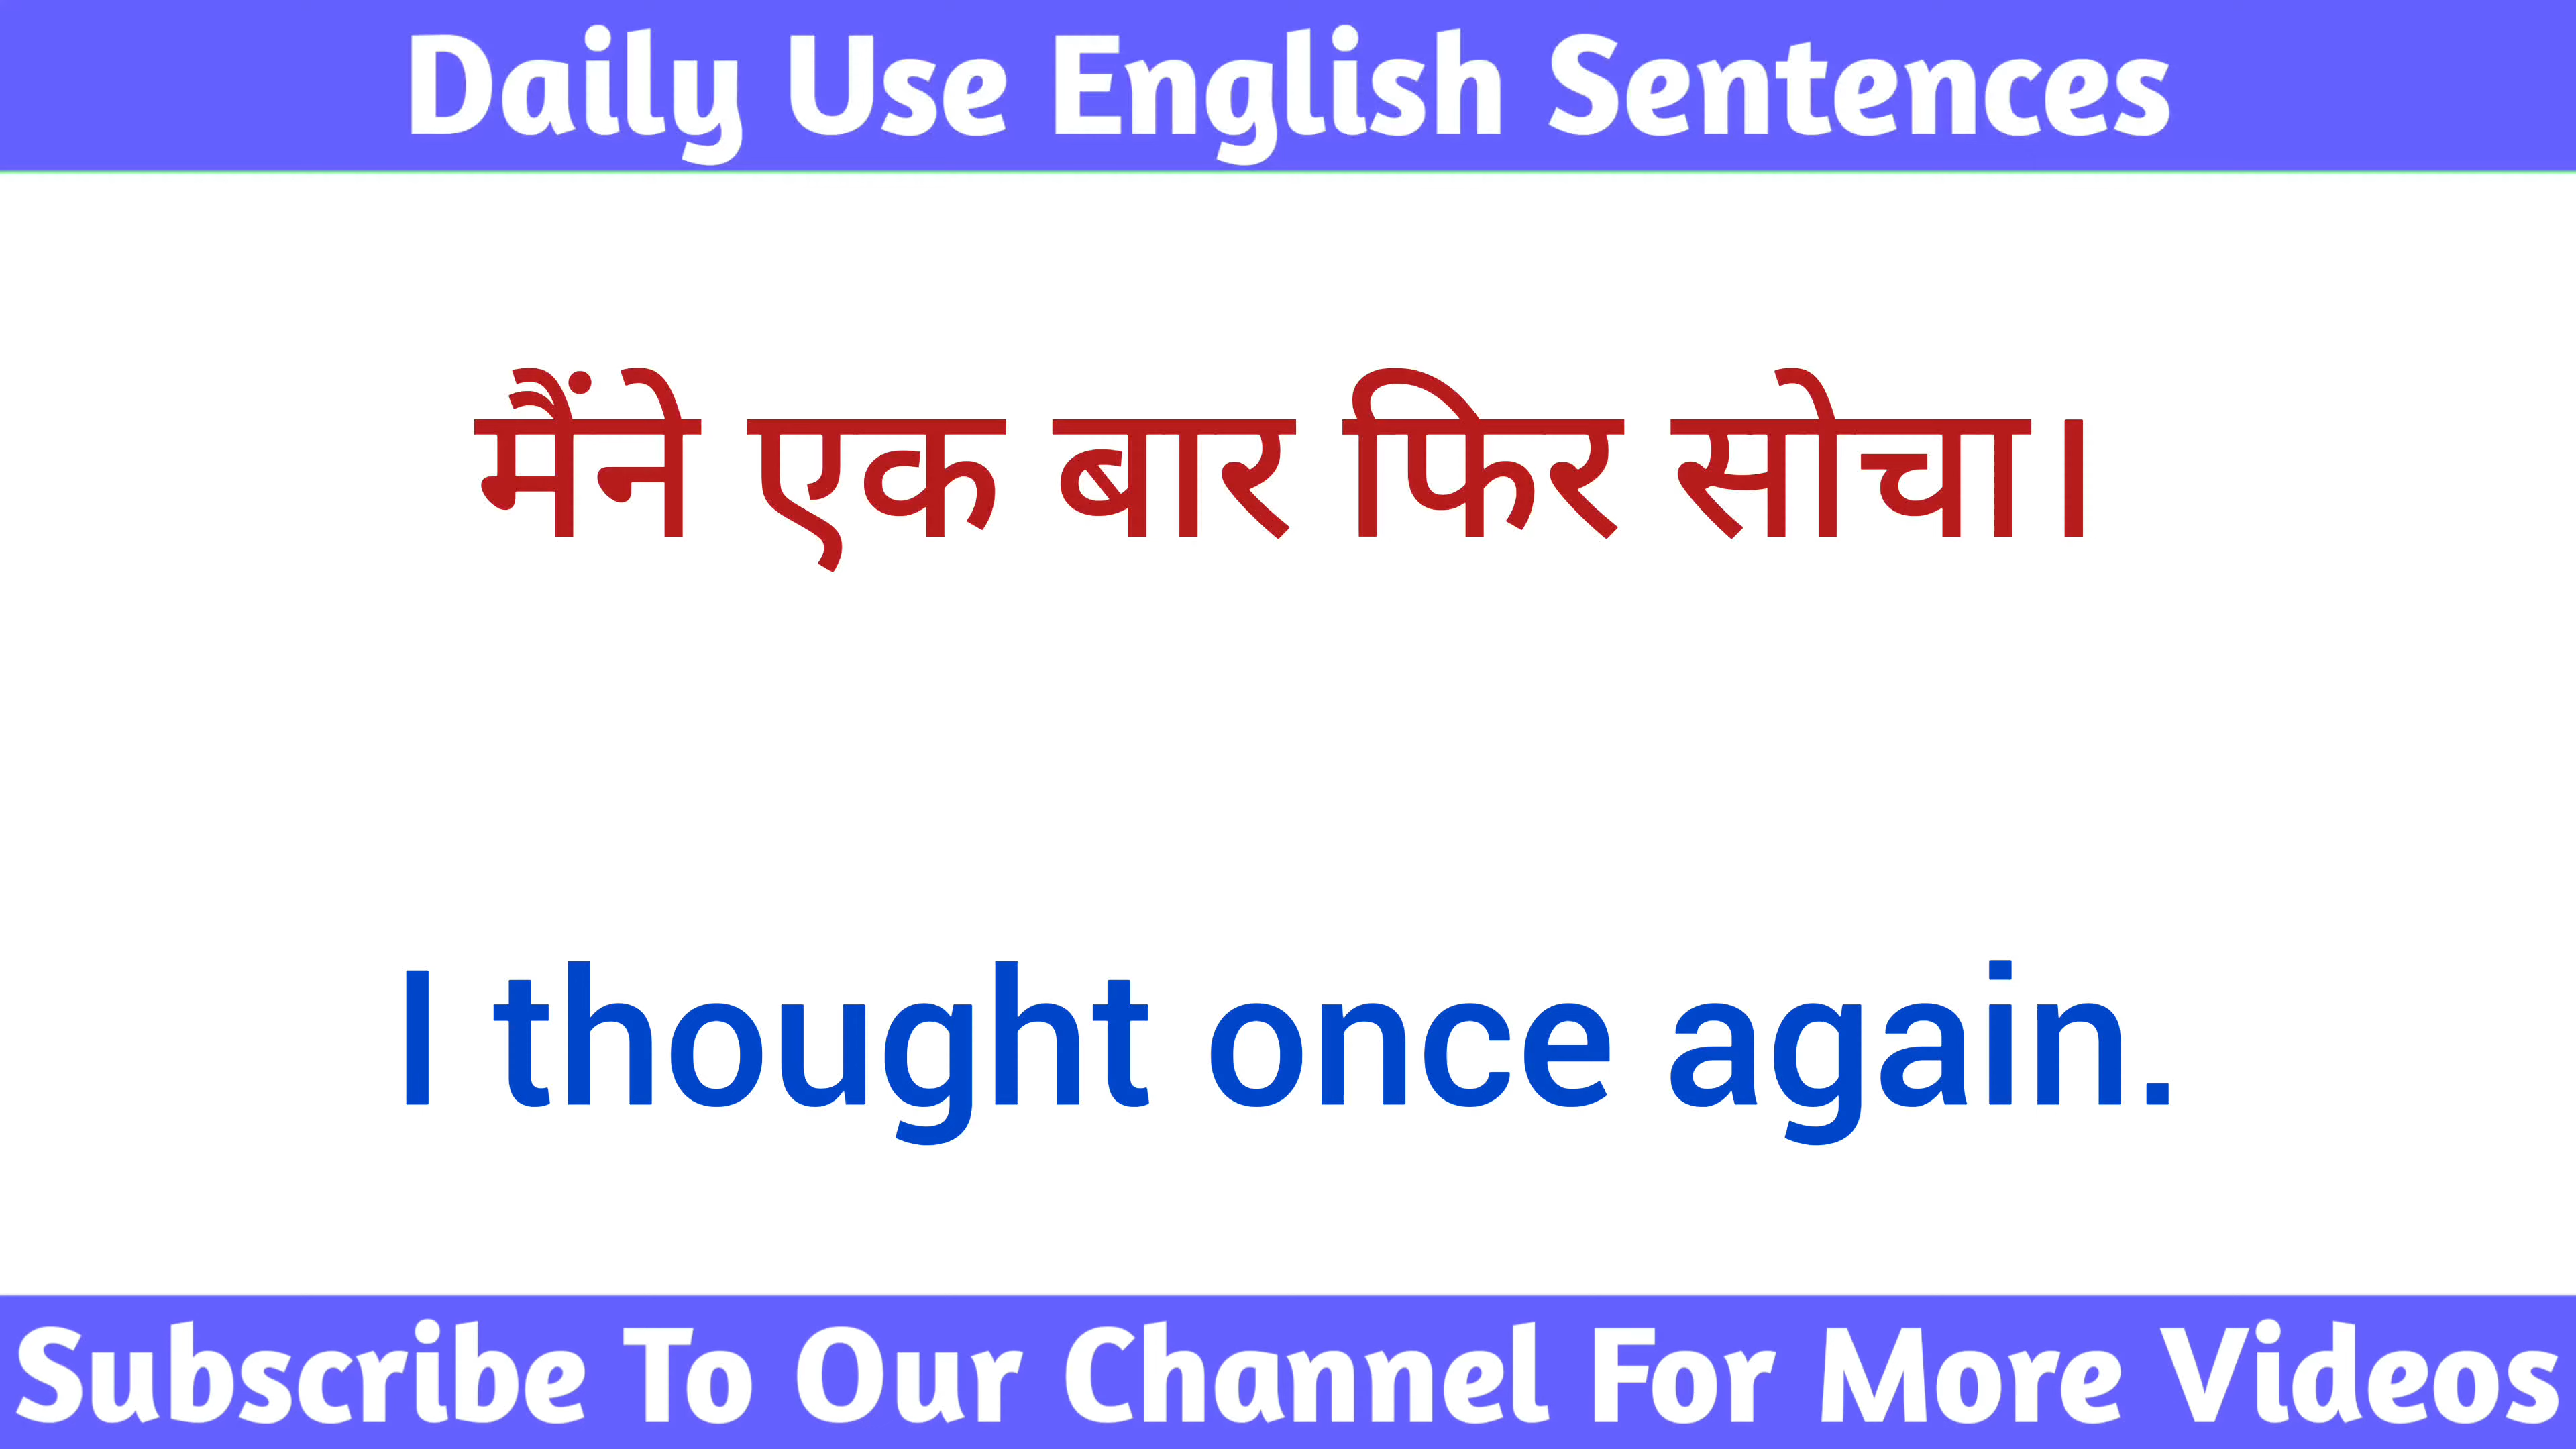 Daily Use English Sentences
मैंने एक बार फिर सोचा।
I thought once again.
Subscribe To Our Channel For More Videos